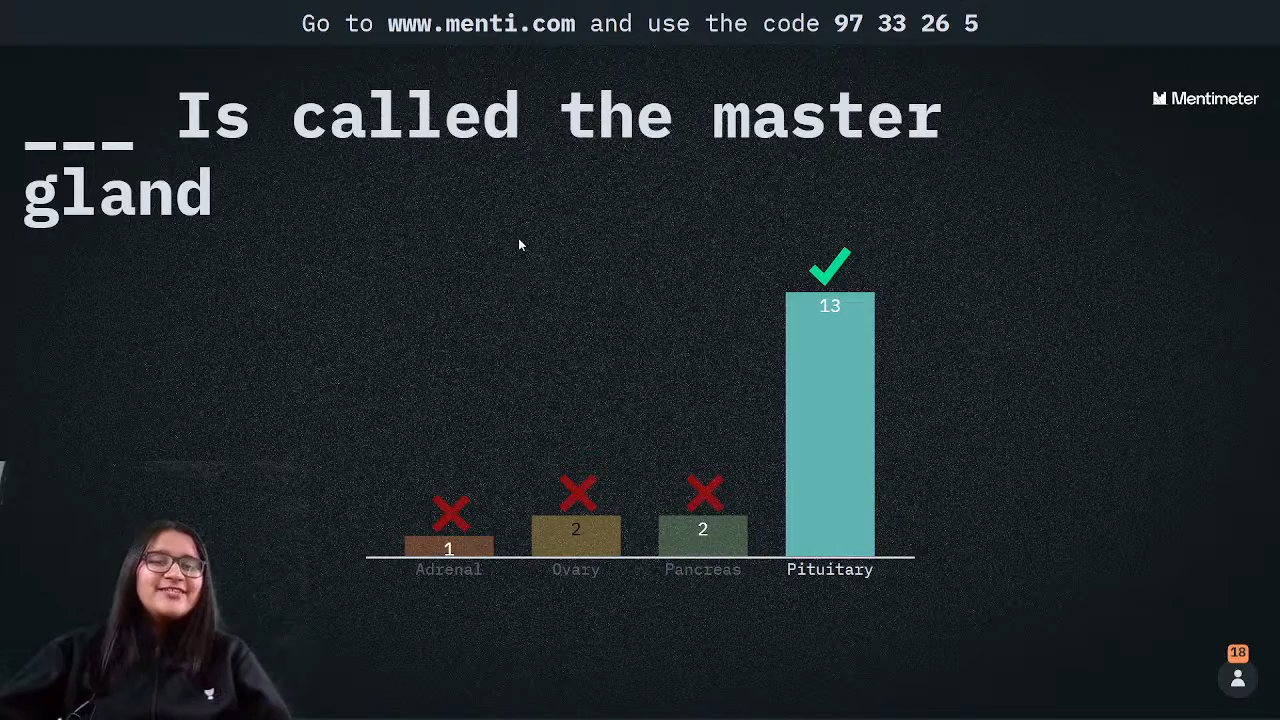 Go to www.menti.com and use the code 97 33 26 5
Mentimeter
___ Is called the master
gland
13
2
2
1
Adrenal
Ovary
Pancreas
Pituitary
18